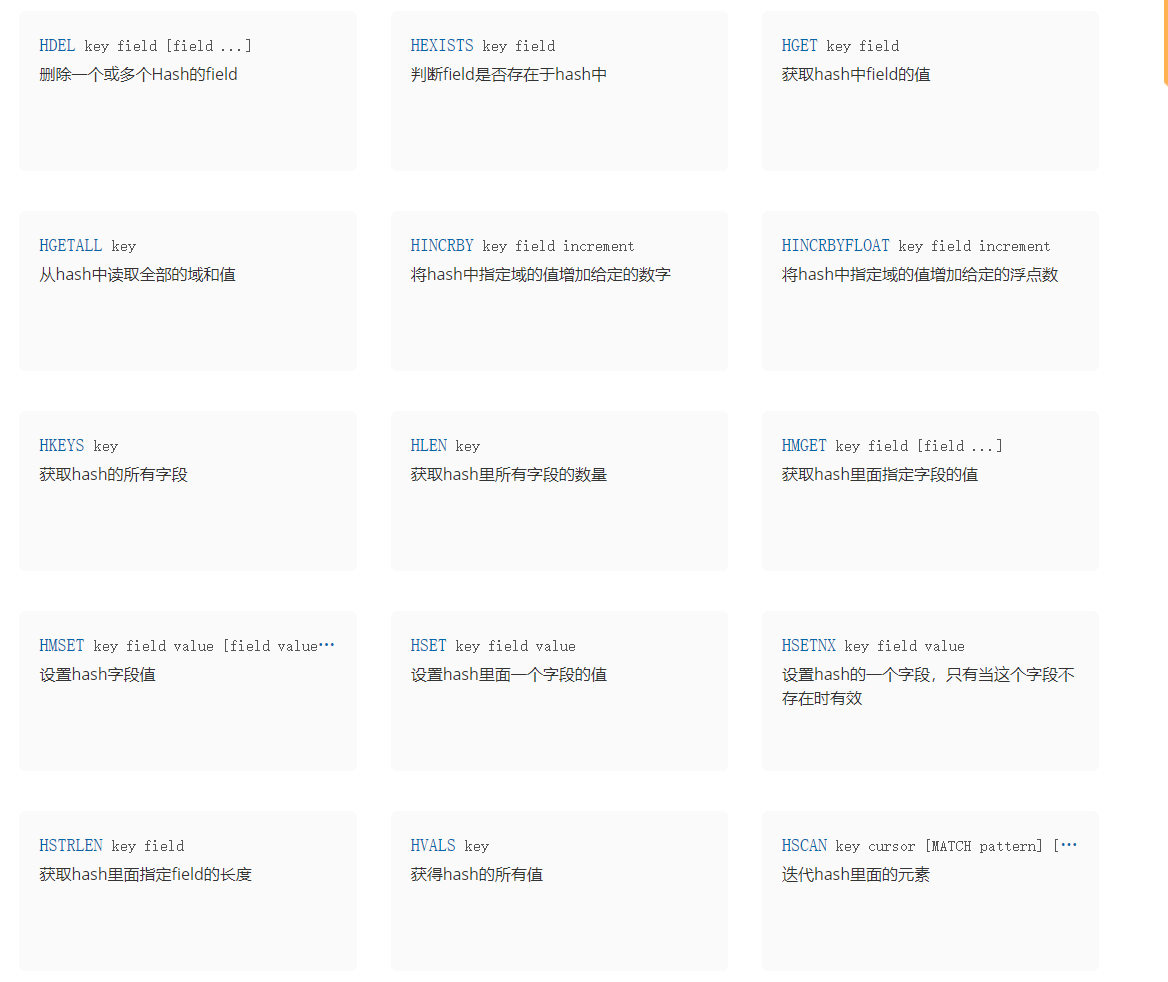 HDEL key field [field ...]
删除一个或多个Hash的field
HEXISTS key field
判断field是否存在于hash中
HGET key field
获取hash中field的值
HGETALL key
从hash中读取全部的域和值
HINCRBY key field increment
将hash中指定域的值增加给定的数字
HINCRBYFLOAT key field increment
将hash中指定域的值增加给定的浮点数
HKEYS key
获取hash的所有字段
HLEN key
获取hash里所有字段的数量
HMGET key field [field ...]
获取hash里面指定字段的值
HMSET key field value [field value…
设置hash字段值
HSET key field value
设置hash里面一个字段的值
HSETNX key field value
设置hash的一个字段，只有当这个字段不
存在时有效
HSTRLEN key field
获取hash里面指定field的长度
HVALS key
获得hash的所有值
HSCAN key cursor [MATCH pattern] […
迭代hash里面的元素